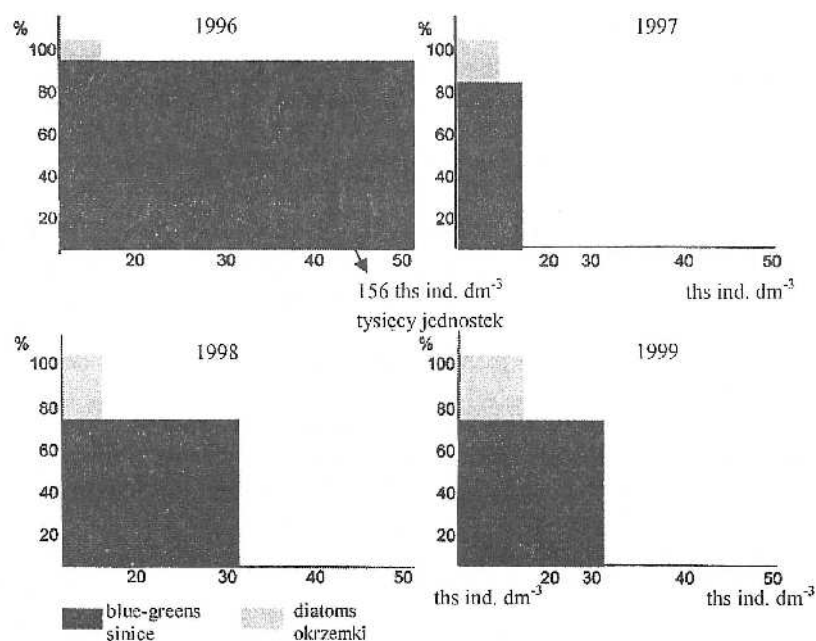 % 1996
100
80
60
40
20
20 30 40 50
156 ths ind. dm⁻³
tysięcy jednostek
% 1997
100
80
60
40
20
20 30 40 50
ths ind. dm⁻³
% 1998
100
80
60
40
20
20 30 40 50
% 1999
100
80
60
40
20
20 30 40 50
ths ind. dm⁻³ ths ind. dm⁻³
blue-greens
sinice
diatoms
okrzemki